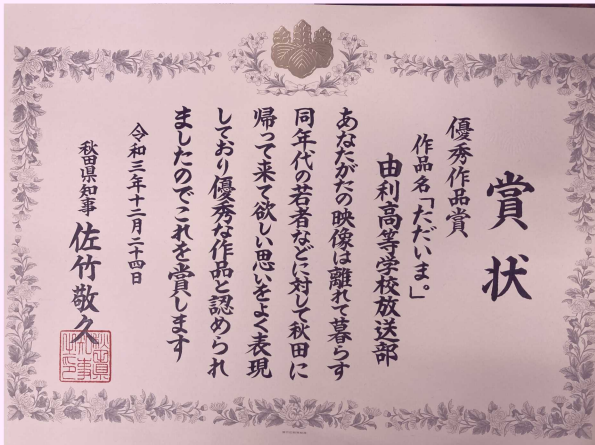 賞状
優秀作品賞
作品名「ただいま。」
由利高等学校放送部
あなたがたの映像は離れて暮らす
同年代の若者などに対して秋田に
帰って来て欲しい思いをよく表現
しており優秀な作品と認められ
ましたのでこれを賞します
令和三年十二月二十四日
秋田県知事 佐竹敬久